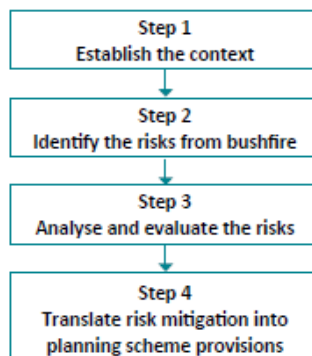 Step 1
Establish the context
Step 2
Identify the risks from bushfire
Step 3
Analyse and evaluate the risks
Step 4
Translate risk mitigation into
planning scheme provisions